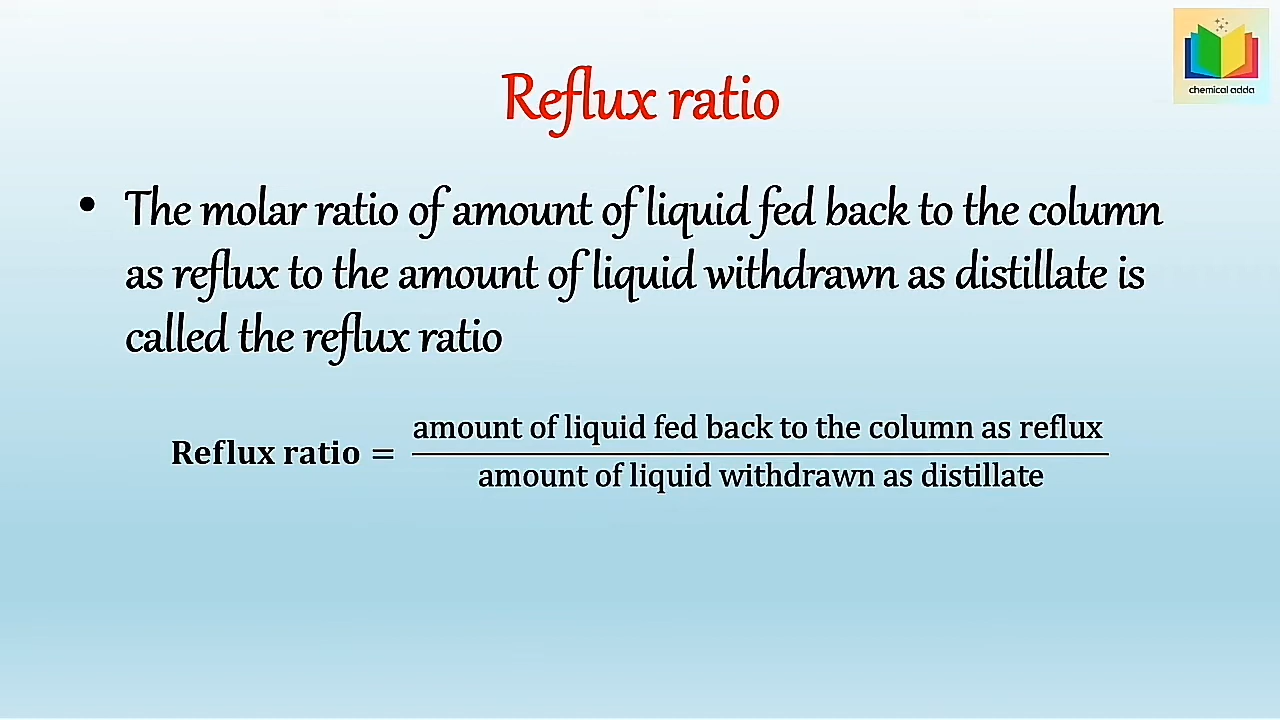 chemical adda
Reflux ratio
• The molar ratio of amount of liquid fed back to the column
as reflux to the amount of liquid withdrawn as distillate is
called the reflux ratio
amount of liquid fed back to the column as reflux
Reflux ratio =
amount of liquid withdrawn as distillate